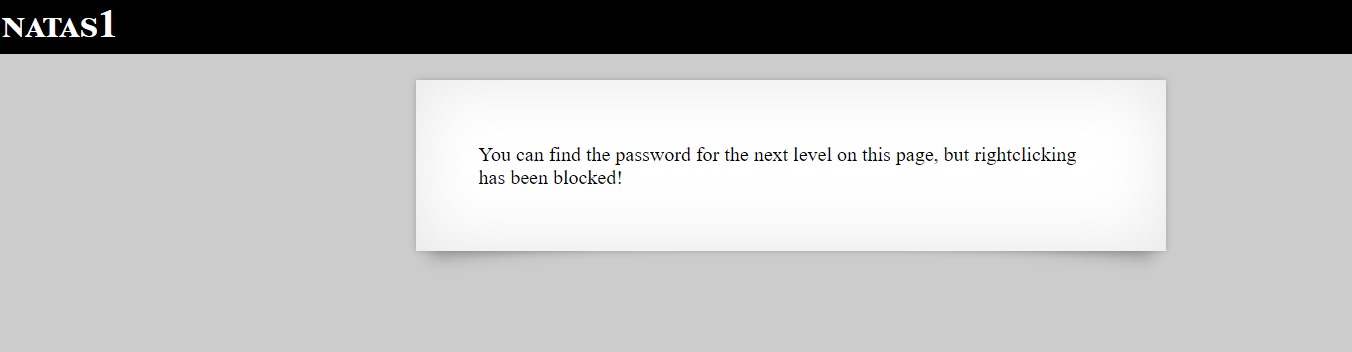 NATAS1
You can find the password for the next level on this page, but rightclicking
has been blocked!